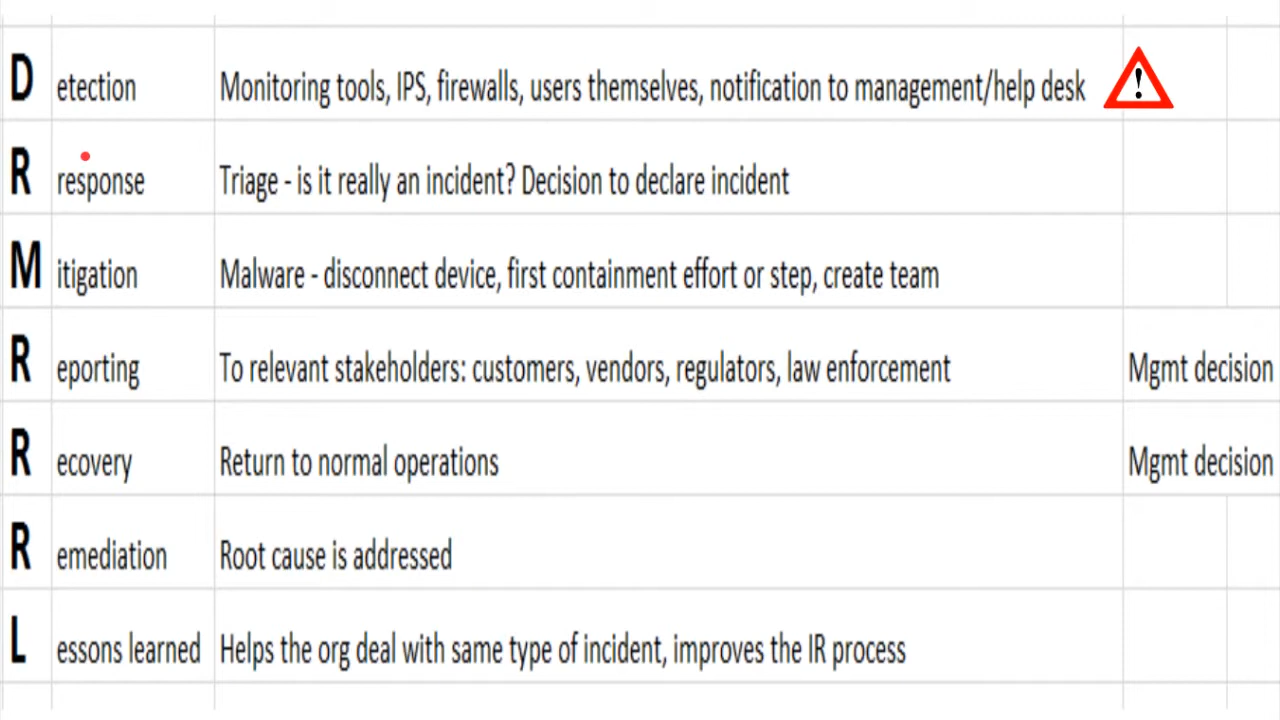 D etection Monitoring tools, IPS, firewalls, users themselves, notification to management/help desk !
R response Triage - is it really an incident? Decision to declare incident
M itigation Malware - disconnect device, first containment effort or step, create team
R eporting To relevant stakeholders: customers, vendors, regulators, law enforcement Mgmt decision
R ecovery Return to normal operations Mgmt decision
R emediation Root cause is addressed
L essons learned Helps the org deal with same type of incident, improves the IR process